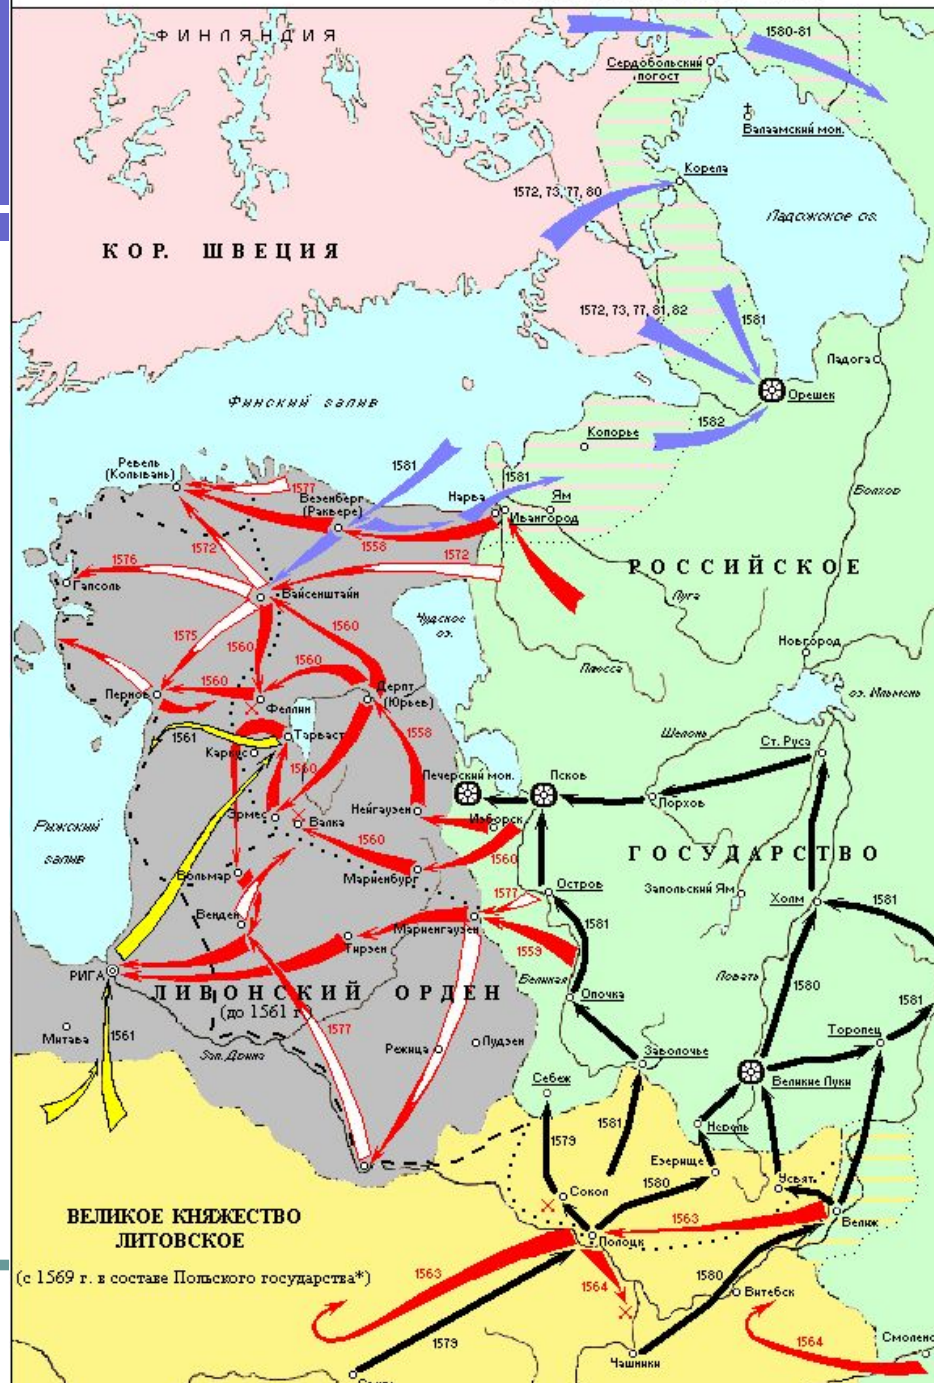 ФИНЛЯНДИЯ
1580-81
Сердобольский
погост
Валаамский мон.
Корела
1572, 73, 77, 80
Ладожское оз.
КОР. ШВЕЦИЯ
1572, 73, 77, 81, 82
1581
Ладога
Орешек
Финский залив
1582
Копорье
Ревель
(Колывань)
1577
1581
Везенберг
(Раквере)
1581
Нарва
Ям
Ивангород
Волхов
1558
1572
1572
1576
РОССИЙСКОЕ
Гапсоль
Вайсенштайн
Луга
Чудское
оз.
1575
1560
1560
Новгород
Плюсса
1560
1560
Дерпт
(Юрьев)
оз. Ильмень
Пернов
Феллин
1561
Тарваст
Каркус
1558
Шелонь
Ст. Руса
Печерский мон.
Псков
1560
Порхов
Нейгаузен
Изборск
Эрмес
Валка
Рижский
залив
1560
1560
ГОСУДАРСТВО
Вольмар
Мариенбург
1577
Остров
Запольский Ям
Холм
Венден
Мариенгаузен
1581
1581
Тирзен
1559
РИГА
Великая
Ловать
ЛИВОНСКИЙ ОРДЕН
(до 1561 г.)
Опочка
1580
1581
Митава
1561
1577
Торопец
Зап. Двина
Режица
Лудзен
Заволочье
Себеж
Великие Луки
1579
1581
Невель
Езерище
1580
Усвят.
Сокол
ВЕЛИКОЕ КНЯЖЕСТВО
ЛИТОВСКОЕ
1563
Велиж
Полоцк
(с 1569 г. в составе Польского государства*)
1563
1564
1580
Витебск
1579
1564
Чашники
Смоленс